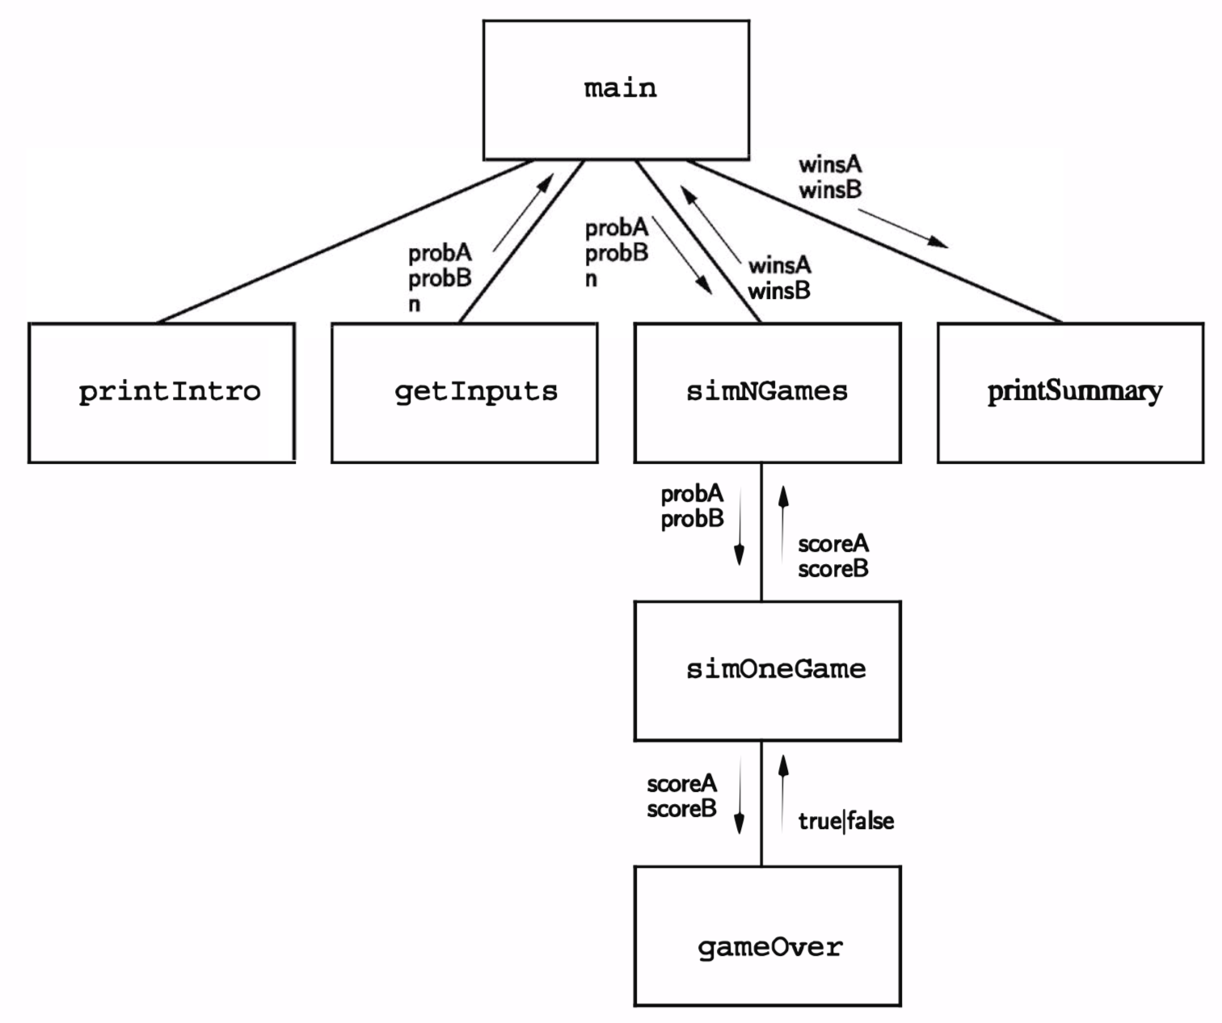 main
winsA
winsB
probA
probB
n
probA
probB
n
winsA
winsB
printIntro
getInputs
simNGames
printSummary
probA
probB
scoreA
scoreB
simOneGame
scoreA
scoreB
true|false
gameOver